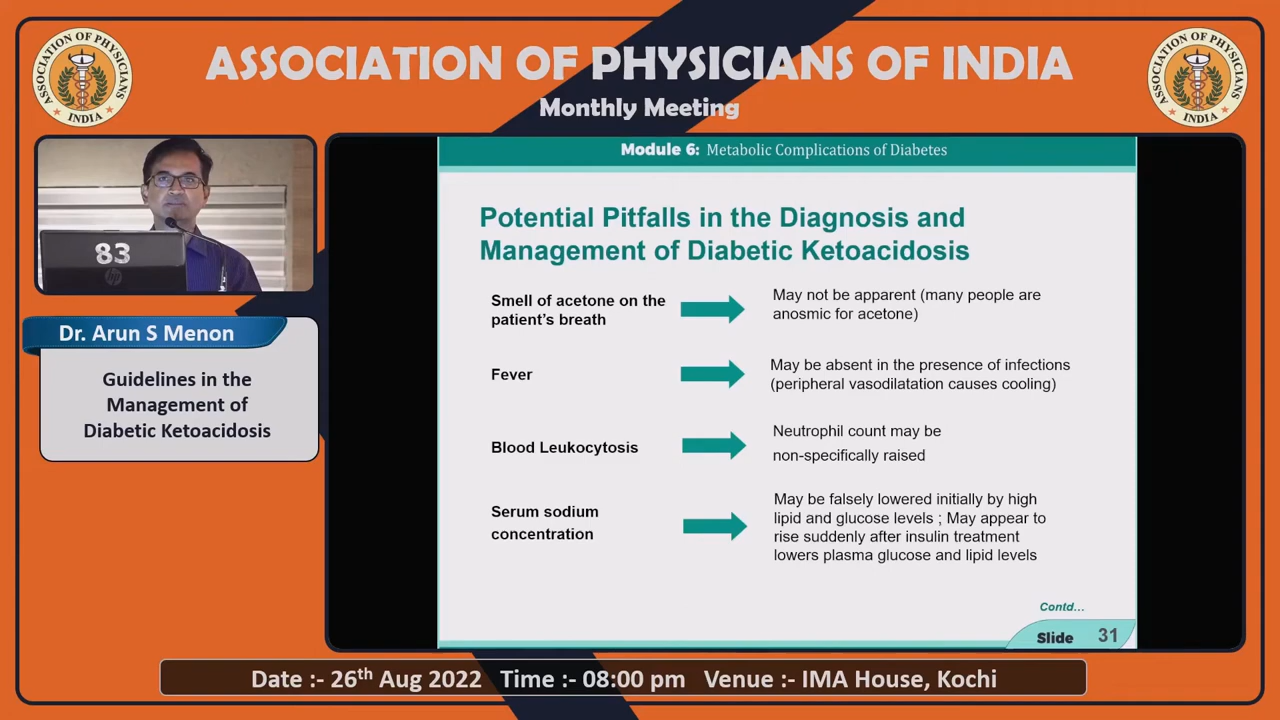 ASSOCIATION OF PHYSICIANS OF INDIA
Monthly Meeting
ASSOCIATION OF PHYSICIANS
INDIA
ASSOCIATION OF PHYSICIANS
INDIA
83
hp
Dr. Arun S Menon
Guidelines in the
Management of
Diabetic Ketoacidosis
Module 6: Metabolic Complications of Diabetes
Potential Pitfalls in the Diagnosis and
Management of Diabetic Ketoacidosis
Smell of acetone on the
patient's breath
May not be apparent (many people are
anosmic for acetone)
Fever
May be absent in the presence of infections
(peripheral vasodilatation causes cooling)
Blood Leukocytosis
Neutrophil count may be
non-specifically raised
Serum sodium
concentration
May be falsely lowered initially by high
lipid and glucose levels ; May appear to
rise suddenly after insulin treatment
lowers plasma glucose and lipid levels
Contd...
Slide 31
Date :- 26th Aug 2022 Time :- 08:00 pm Venue :- IMA House, Kochi